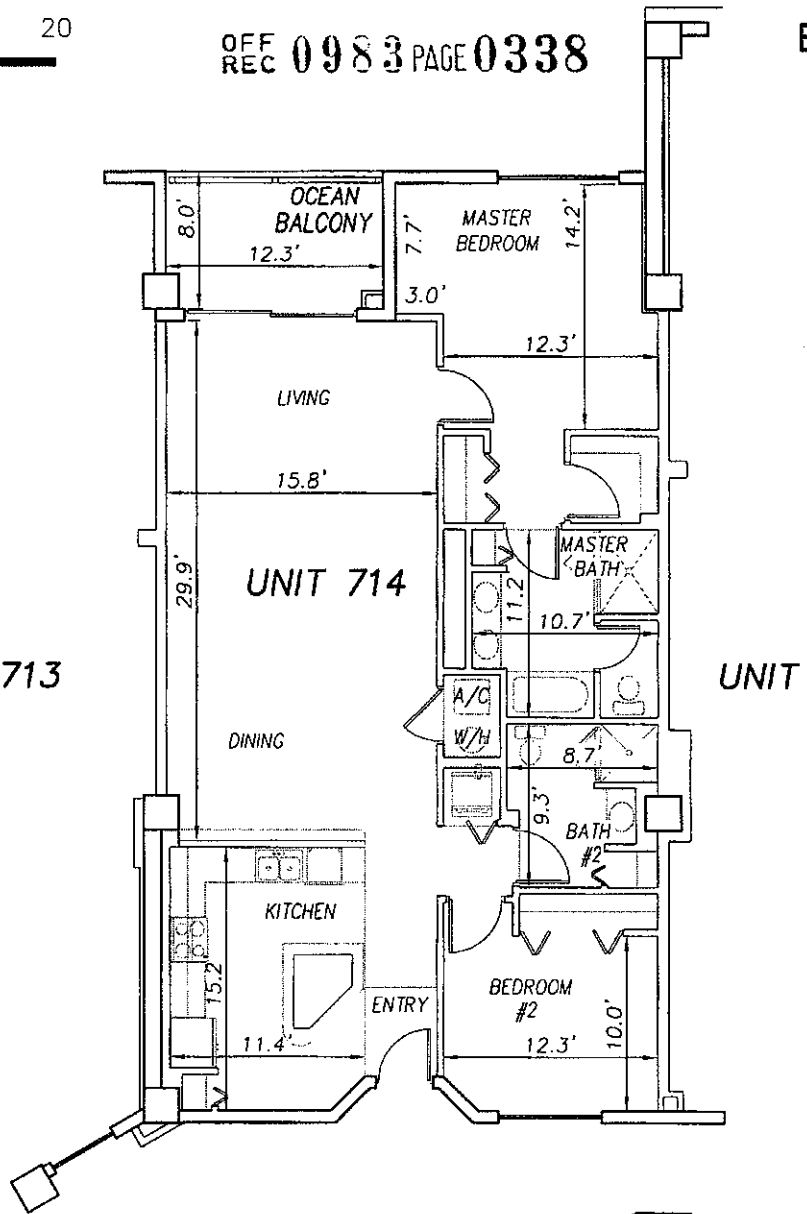 20
OFF REC 0983 PAGE 0338
OCEAN
BALCONY
8.0'
12.3'
MASTER
BEDROOM
7.7'
14.2'
3.0'
12.3'
LIVING
15.8'
29.9'
UNIT 714
MASTER
BATH
11.2
10.7'
713
UNIT
A/C
W/H
DINING
8.7'
9.3'
BATH
#2
KITCHEN
15.2
11.4'
ENTRY
BEDROOM
#2
12.3'
10.0'